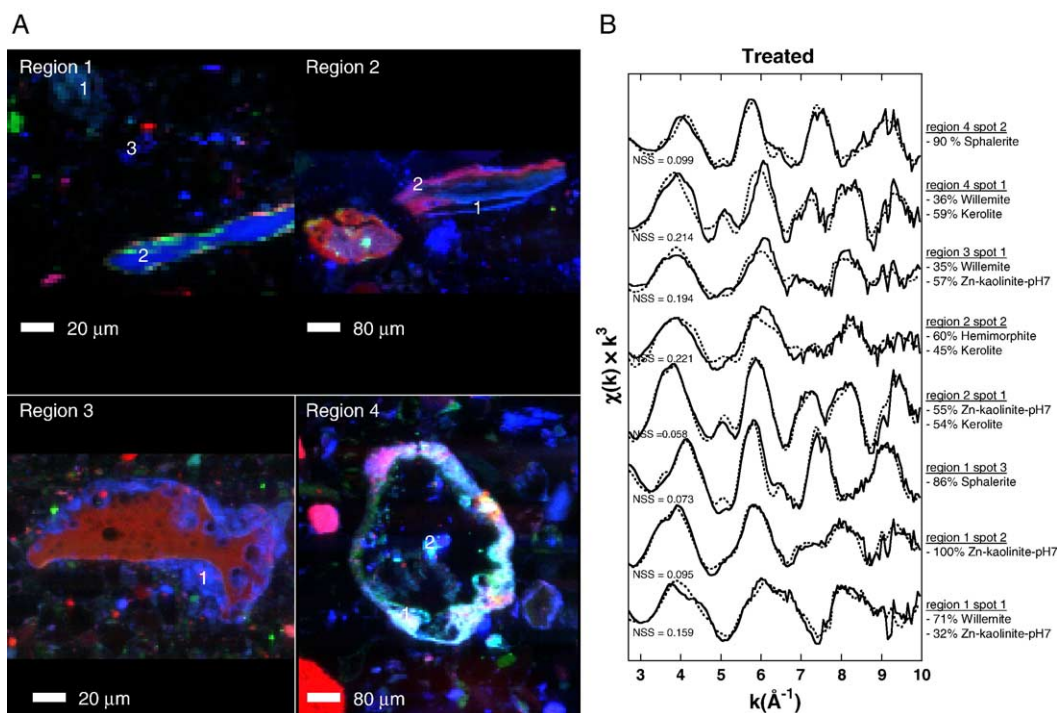 A
Region 1
1
3
2
20 μm
Region 2
2
1
80 μm
Region 3
1
20 μm
Region 4
2
1
80 μm
B
Treated
χ(k) × k³
NSS = 0.099
region 4 spot 2
- 90 % Sphalerite
NSS = 0.214
region 4 spot 1
- 36% Willemite
- 59% Kerolite
NSS = 0.194
region 3 spot 1
- 35% Willemite
- 57% Zn-kaolinite-pH7
NSS = 0.221
region 2 spot 2
- 60% Hemimorphite
- 45% Kerolite
NSS =0.058
region 2 spot 1
- 55% Zn-kaolinite-pH7
- 54% Kerolite
NSS = 0.073
region 1 spot 3
- 86% Sphalerite
NSS = 0.095
region 1 spot 2
- 100% Zn-kaolinite-pH7
NSS = 0.159
region 1 spot 1
- 71% Willemite
- 32% Zn-kaolinite-pH7
3 4 5 6 7 8 9 10
k(Å⁻¹)